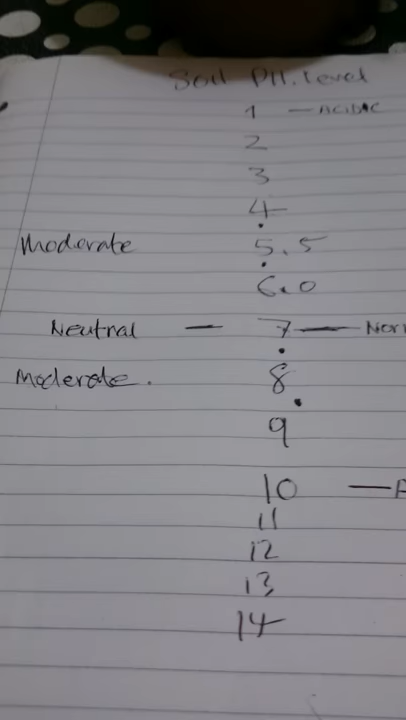 Soil PH. Level
1 — ACIDIC
2
3
4
Moderate 5.5
6.0
Neutral — 7 — Nor
Moderate. 8
9
10 —
11
12
13
14